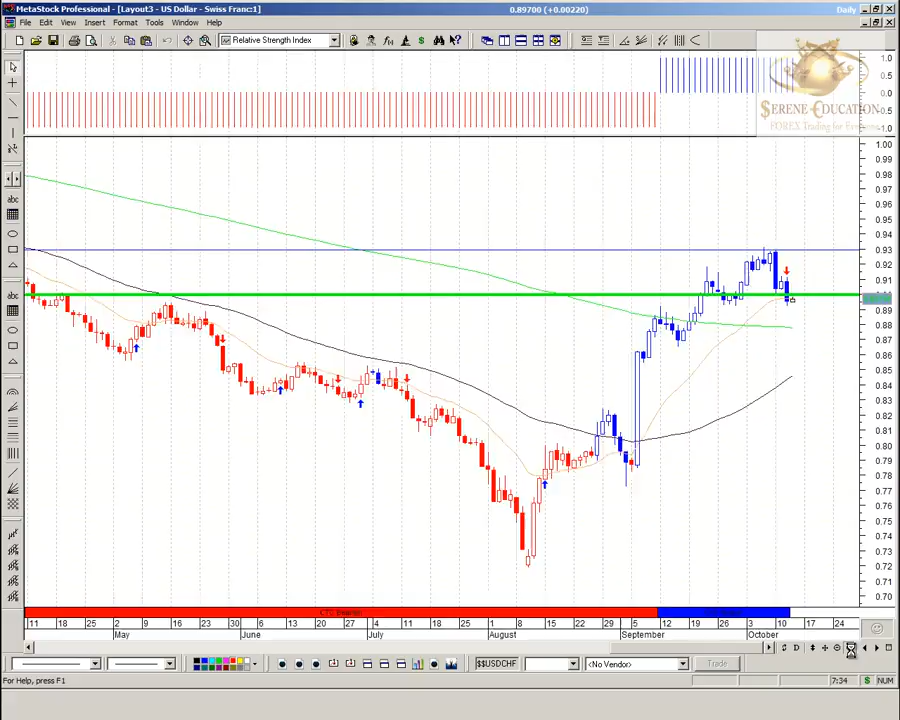 MetaStock Professional - [Layout3 - US Dollar - Swiss Franc:1]
0.89700 (+0.00220)
Daily
File Edit View Insert Format Tools Window Help
Relative Strength Index
SERENE EDUCATION
FOREX Trading for Everyone
1.0
0.5
0.0
-0.5
-1.0
1.00
0.99
0.98
0.97
0.96
0.95
0.94
0.93
0.92
0.91
0.89
0.88
0.87
0.86
0.85
0.84
0.83
0.82
0.81
0.80
0.79
0.78
0.77
0.76
0.75
0.74
0.73
0.72
0.71
0.70
abc
abc
11 18 25 2 9 16 23 30 6 13 20 27 4 11 18 25 1 8 15 22 29 5 12 19 26 3 10 17 24
May June July August September October
$$USDCHF
<No Vendor>
Trade
For Help, press F1
7:34
$ NUM